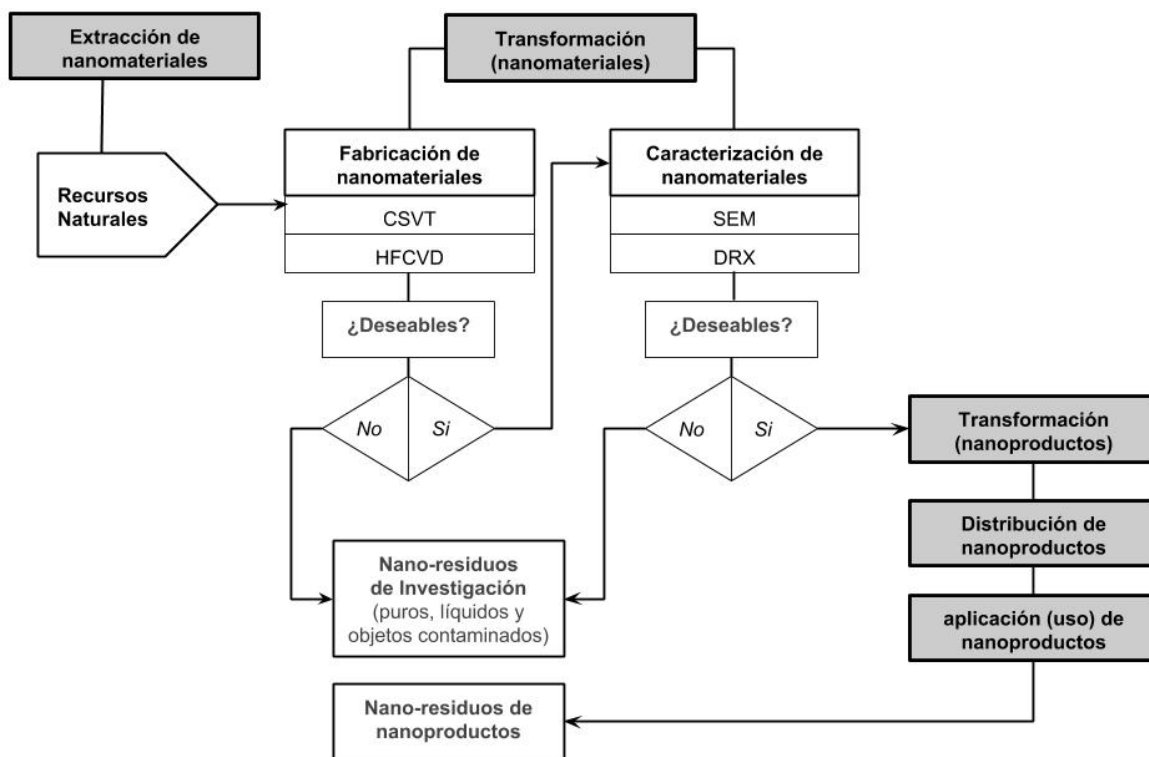 Extracción de
nanomateriales
Transformación
(nanomateriales)
Recursos
Naturales
Fabricación de
nanomateriales
CSVT
HFCVD
¿Deseables?
No
Si
Caracterización de
nanomateriales
SEM
DRX
¿Deseables?
No
Si
Transformación
(nanoproductos)
Distribución de
nanoproductos
aplicación (uso) de
nanoproductos
Nano-residuos
de Investigación
(puros, líquidos y
objetos contaminados)
Nano-residuos de
nanoproductos